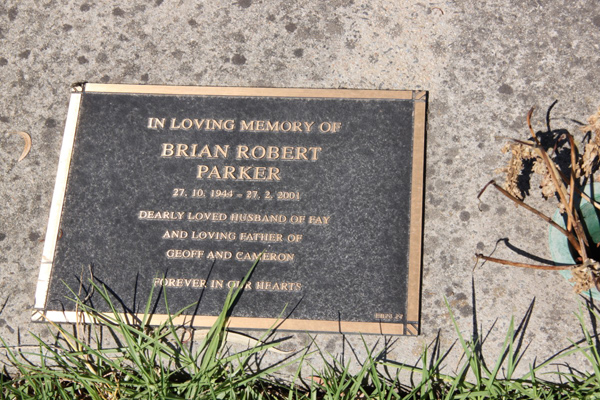 IN LOVING MEMORY OF
BRIAN ROBERT
PARKER
27. 10. 1944 – 27. 2. 2001
DEARLY LOVED HUSBAND OF FAY
AND LOVING FATHER OF
GEOFF AND CAMERON
FOREVER IN OUR HEARTS